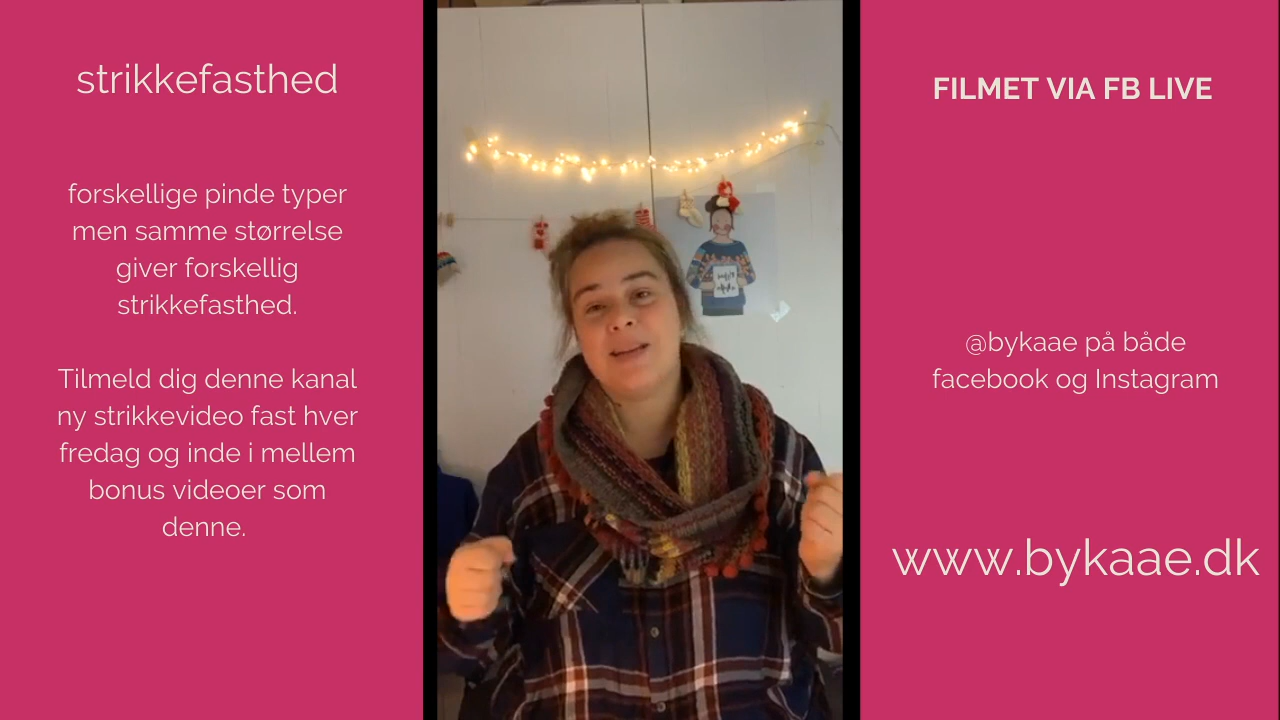 strikkefasthed
forskellige pinde typer
men samme størrelse
giver forskellig
strikkefasthed.
Tilmeld dig denne kanal
ny strikkevideo fast hver
fredag og inde i mellem
bonus videoer som
denne.
FILMET VIA FB LIVE
@bykaae på både
facebook og Instagram
www.bykaae.dk